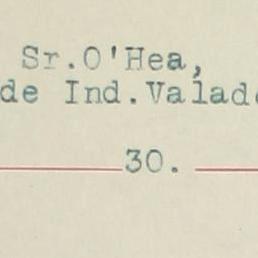 Sr.O'Hea,
de Ind.Valad
30.